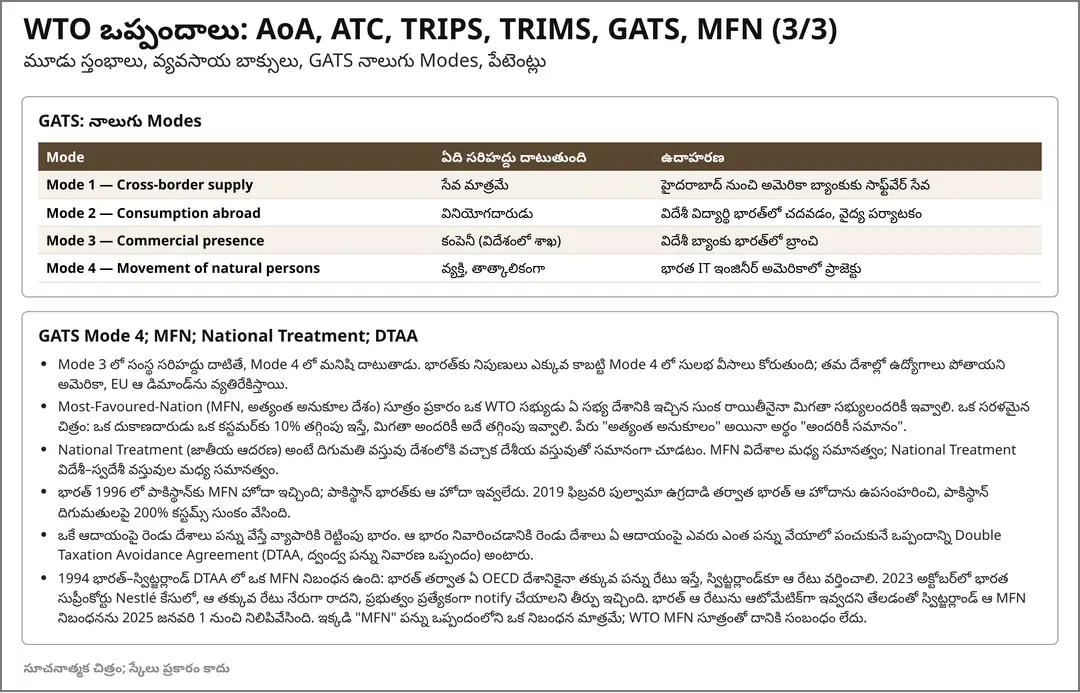 WTO ఒప్పందాలు: AoA, ATC, TRIPS, TRIMS, GATS, MFN (3/3)
మూడు స్తంభాలు, వ్యవసాయ బాక్సులు, GATS నాలుగు Modes, పేటెంట్లు
GATS: నాలుగు Modes
Mode ఏది సరిహద్దు దాటుతుంది ఉదాహరణ
Mode 1 — Cross-border supply సేవ మాత్రమే హైదరాబాద్ నుంచి అమెరికా బ్యాంకుకు సాఫ్ట్‌వేర్ సేవ
Mode 2 — Consumption abroad వినియోగదారుడు విదేశీ విద్యార్థి భారత్‌లో చదవడం, వైద్య పర్యాటకం
Mode 3 — Commercial presence కంపెనీ (విదేశంలో శాఖ) విదేశీ బ్యాంకు భారత్‌లో బ్రాంచి
Mode 4 — Movement of natural persons వ్యక్తి, తాత్కాలికంగా భారత IT ఇంజినీర్ అమెరికాలో ప్రాజెక్టు
GATS Mode 4; MFN; National Treatment; DTAA
• Mode 3 లో సంస్థ సరిహద్దు దాటితే, Mode 4 లో మనిషి దాటుతాడు. భారత్‌కు నిపుణులు ఎక్కువ కాబట్టి Mode 4 లో సులభ వీసాలు కోరుతుంది; తమ దేశాల్లో ఉద్యోగాలు పోతాయని
అమెరికా, EU ఆ డిమాండ్‌ను వ్యతిరేకిస్తాయి.
• Most-Favoured-Nation (MFN, అత్యంత అనుకూల దేశం) సూత్రం ప్రకారం ఒక WTO సభ్యుడు ఏ సభ్య దేశానికి ఇచ్చిన సుంక రాయితీనైనా మిగతా సభ్యులందరికీ ఇవ్వాలి. ఒక సరళమైన
చిత్రం: ఒక దుకాణదారుడు ఒక కస్టమర్‌కు 10% తగ్గింపు ఇస్తే, మిగతా అందరికీ అదే తగ్గింపు ఇవ్వాలి. పేరు "అత్యంత అనుకూలం" అయినా అర్థం "అందరికీ సమానం".
• National Treatment (జాతీయ ఆదరణ) అంటే దిగుమతి వస్తువు దేశంలోకి వచ్చాక దేశీయ వస్తువుతో సమానంగా చూడటం. MFN విదేశాల మధ్య సమానత్వం; National Treatment
విదేశీ–స్వదేశీ వస్తువుల మధ్య సమానత్వం.
• భారత్ 1996 లో పాకిస్థాన్‌కు MFN హోదా ఇచ్చింది; పాకిస్థాన్ భారత్‌కు ఆ హోదా ఇవ్వలేదు. 2019 ఫిబ్రవరి పుల్వామా ఉగ్రదాడి తర్వాత భారత్ ఆ హోదాను ఉపసంహరించి, పాకిస్థాన్
దిగుమతులపై 200% కస్టమ్స్ సుంకం వేసింది.
• ఒకే ఆదాయంపై రెండు దేశాలు పన్ను వేస్తే వ్యాపారికి రెట్టింపు భారం. ఆ భారం నివారించడానికి రెండు దేశాలు ఏ ఆదాయంపై ఎవరు ఎంత పన్ను వేయాలో పంచుకునే ఒప్పందాన్ని Double
Taxation Avoidance Agreement (DTAA, ద్వంద్వ పన్ను నివారణ ఒప్పందం) అంటారు.
• 1994 భారత్–స్విట్జర్లాండ్ DTAA లో ఒక MFN నిబంధన ఉంది: భారత్ తర్వాత ఏ OECD దేశానికైనా తక్కువ పన్ను రేటు ఇస్తే, స్విట్జర్లాండ్‌కూ ఆ రేటు వర్తించాలి. 2023 అక్టోబర్‌లో భారత
సుప్రీంకోర్టు Nestlé కేసులో, ఆ తక్కువ రేటు నేరుగా రాదని, ప్రభుత్వం ప్రత్యేకంగా notify చేయాలని తీర్పు ఇచ్చింది. భారత్ ఆ రేటును ఆటోమేటిక్‌గా ఇవ్వదని తేలడంతో స్విట్జర్లాండ్ ఆ MFN
నిబంధనను 2025 జనవరి 1 నుంచి నిలిపివేసింది. ఇక్కడి "MFN" పన్ను ఒప్పందంలోని ఒక నిబంధన మాత్రమే; WTO MFN సూత్రంతో దానికి సంబంధం లేదు.
సూచనాత్మక చిత్రం; స్కేలు ప్రకారం కాదు